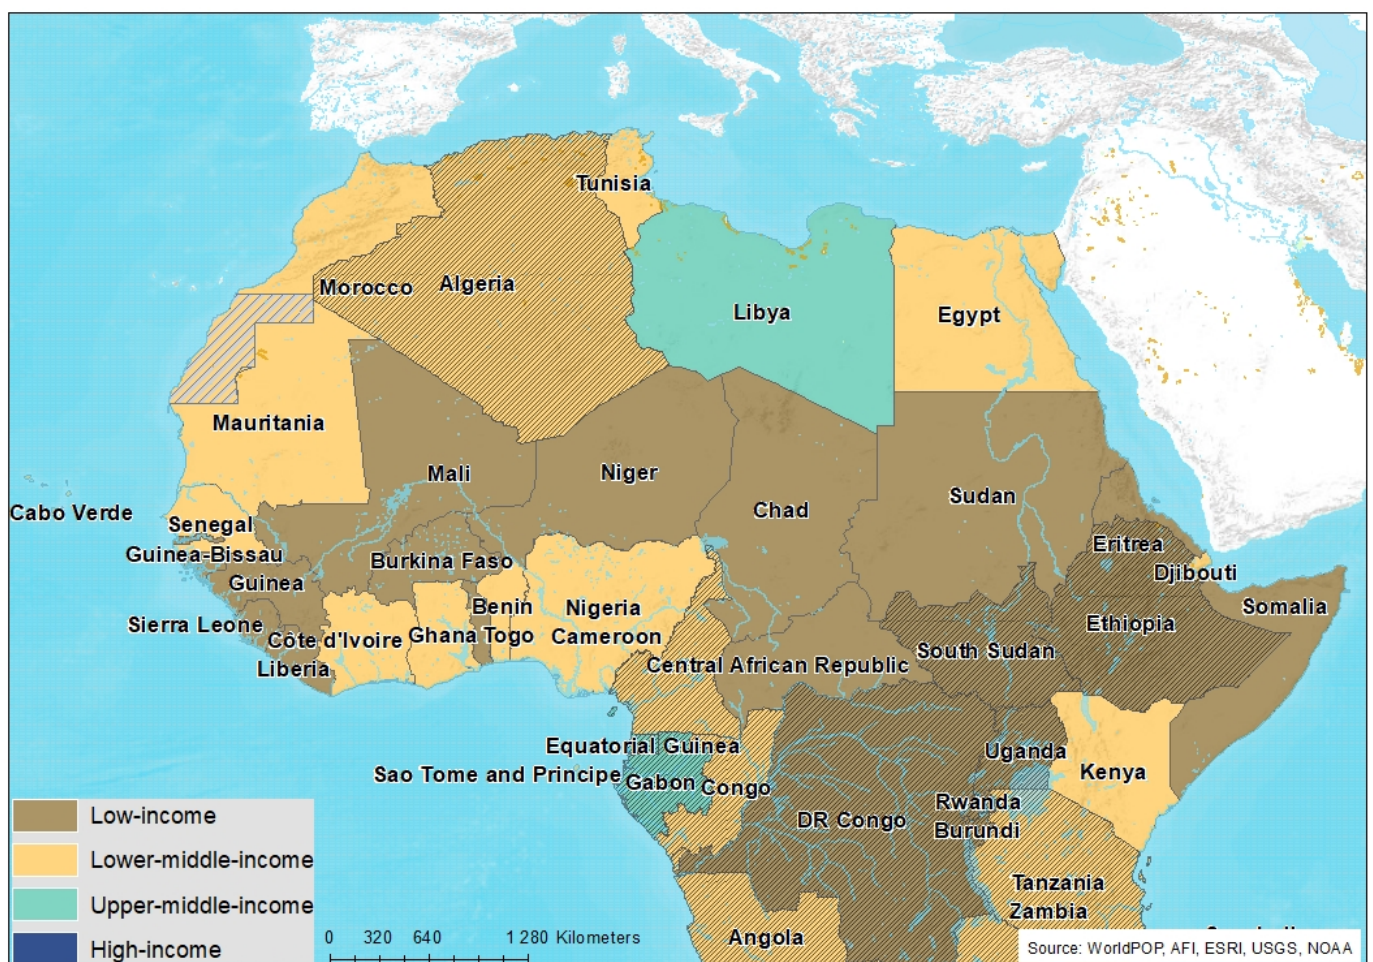 Tunisia
Morocco
Algeria
Libya
Egypt
Mauritania
Mali
Niger
Chad
Sudan
Cabo Verde
Senegal
Guinea-Bissau
Guinea
Burkina Faso
Eritrea
Djibouti
Sierra Leone
Côte d'Ivoire
Ghana
Benin
Togo
Nigeria
Cameroon
Ethiopia
Somalia
Liberia
Central African Republic
South Sudan
Equatorial Guinea
Sao Tome and Principe
Gabon
Congo
Uganda
Kenya
DR Congo
Rwanda
Burundi
Tanzania
Zambia
Angola
Low-income
Lower-middle-income
Upper-middle-income
High-income
0 320 640 1 280 Kilometers
Source: WorldPOP, AFI, ESRI, USGS, NOAA